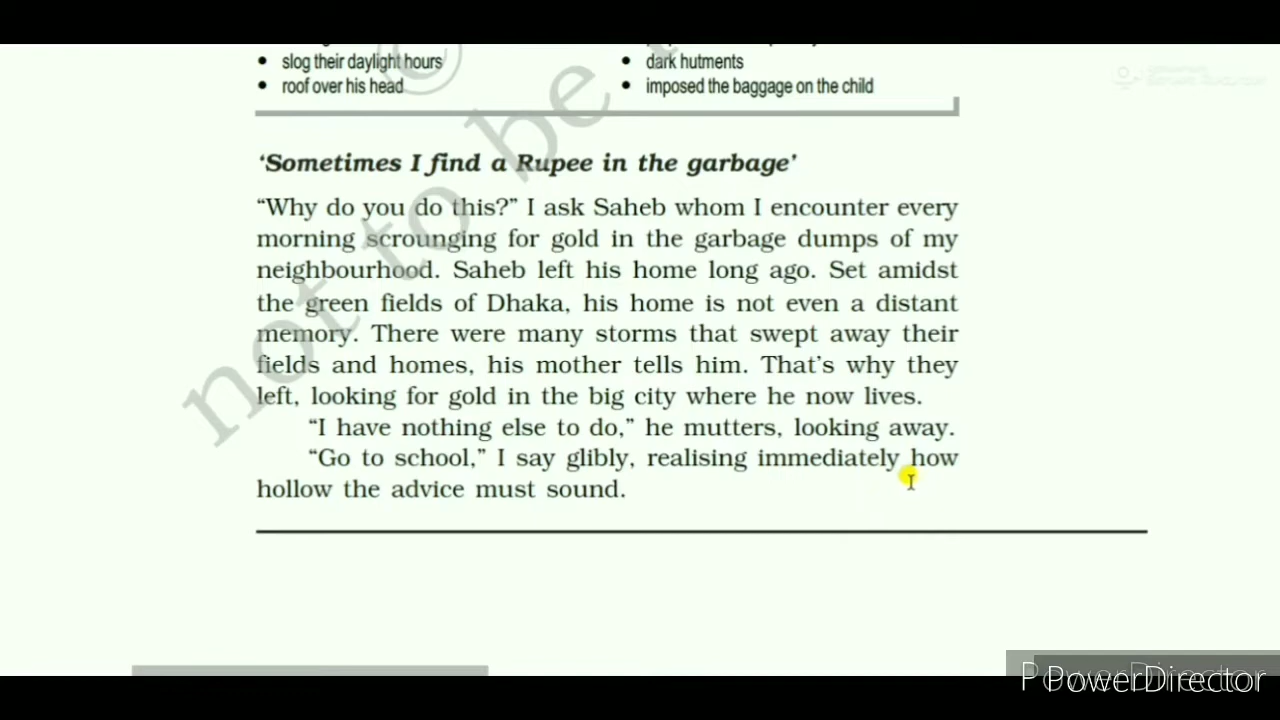 • slog their daylight hours
• dark hutments
• roof over his head
• imposed the baggage on the child
‘Sometimes I find a Rupee in the garbage’
“Why do you do this?” I ask Saheb whom I encounter every
morning scrounging for gold in the garbage dumps of my
neighbourhood. Saheb left his home long ago. Set amidst
the green fields of Dhaka, his home is not even a distant
memory. There were many storms that swept away their
fields and homes, his mother tells him. That’s why they
left, looking for gold in the big city where he now lives.
“I have nothing else to do,” he mutters, looking away.
“Go to school,” I say glibly, realising immediately how
hollow the advice must sound.
©
not to be
PowerDirector